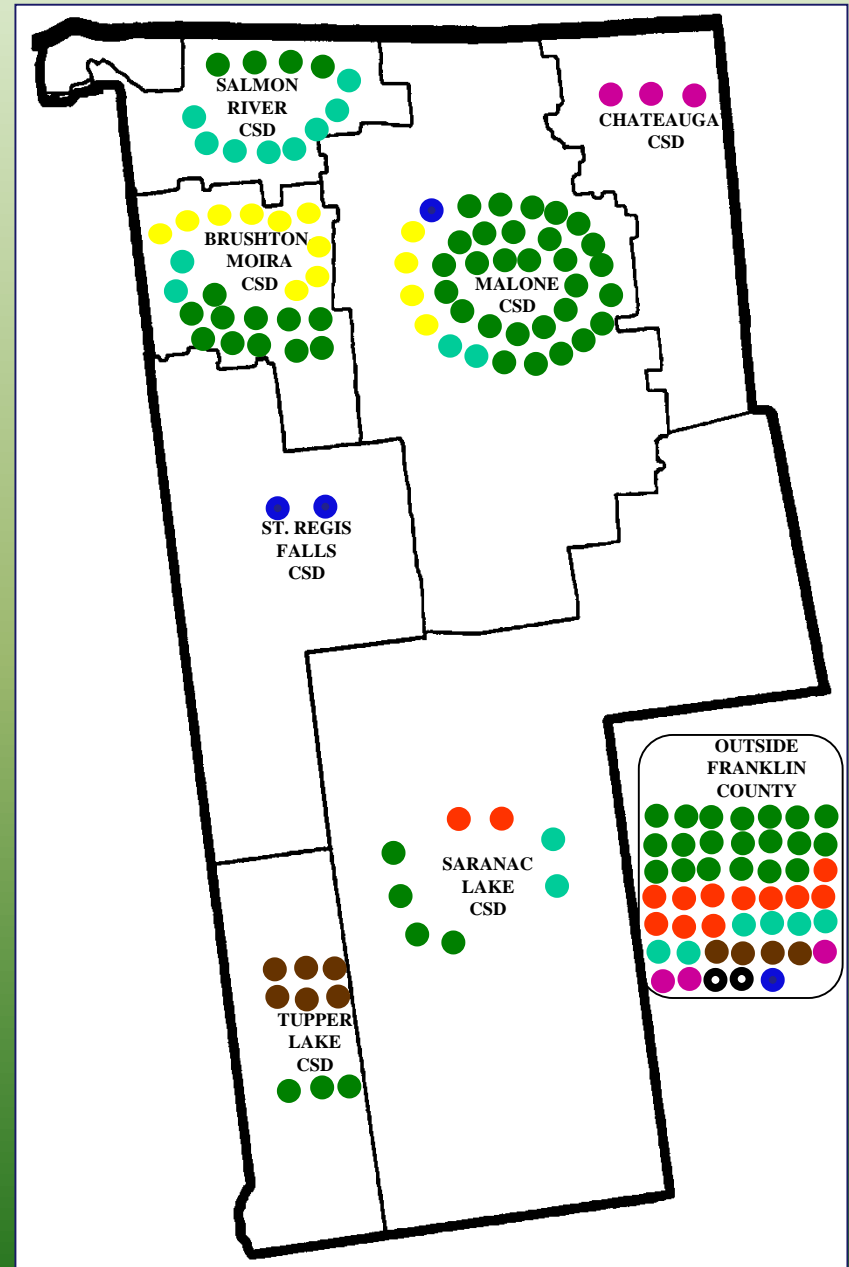 SALMON
RIVER
CSD
CHATEAUGA
CSD
BRUSHTON
MOIRA
CSD
MALONE
CSD
ST. REGIS
FALLS
CSD
OUTSIDE
FRANKLIN
COUNTY
SARANAC
LAKE
CSD
TUPPER
LAKE
CSD